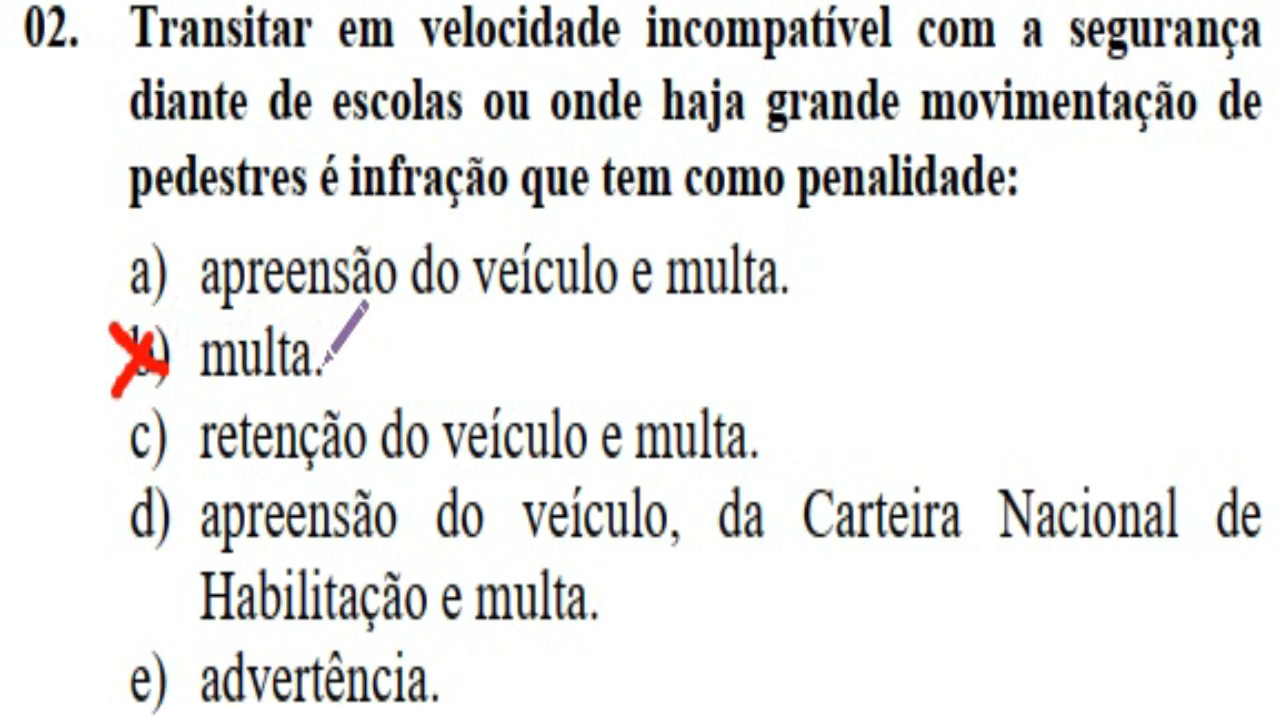 02. Transitar em velocidade incompatível com a segurança
diante de escolas ou onde haja grande movimentação de
pedestres é infração que tem como penalidade:
a) apreensão do veículo e multa.
b) multa.
c) retenção do veículo e multa.
d) apreensão do veículo, da Carteira Nacional de
Habilitação e multa.
e) advertência.